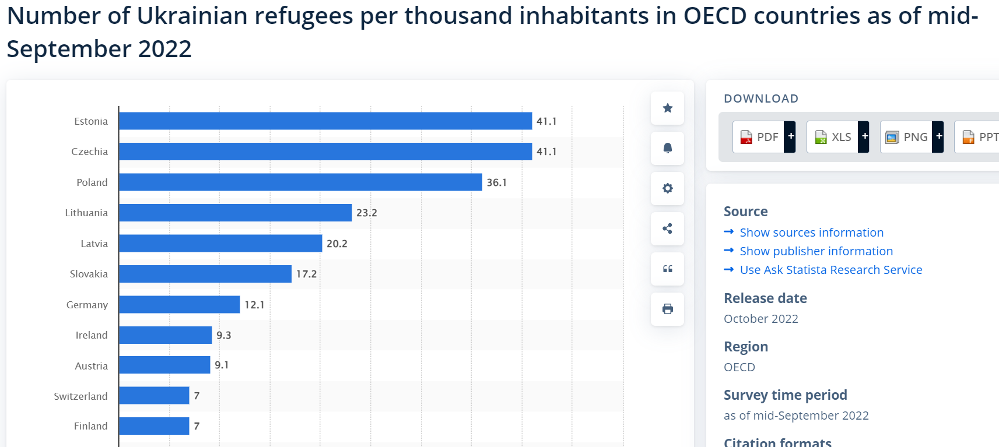 Number of Ukrainian refugees per thousand inhabitants in OECD countries as of mid-
September 2022
Estonia 41.1
Czechia 41.1
Poland 36.1
Lithuania 23.2
Latvia 20.2
Slovakia 17.2
Germany 12.1
Ireland 9.3
Austria 9.1
Switzerland 7
Finland 7
DOWNLOAD
PDF + XLS + PNG + PPT
Source
→ Show sources information
→ Show publisher information
→ Use Ask Statista Research Service
Release date
October 2022
Region
OECD
Survey time period
as of mid-September 2022
Citation formats